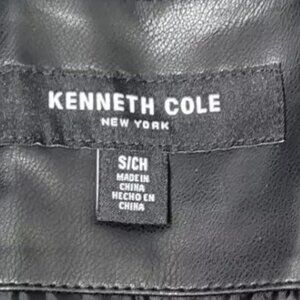 KENNETH COLE
NEW YORK
S/CH
MADE IN
CHINA
HECHO EN
CHINA